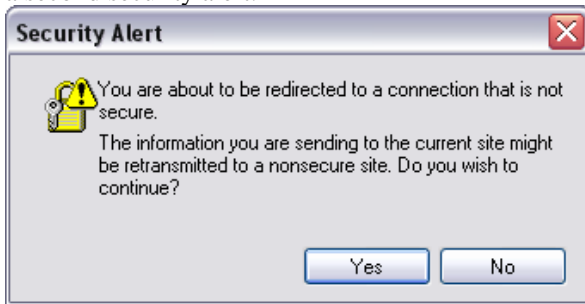 Security Alert
You are about to be redirected to a connection that is not
secure.
The information you are sending to the current site might
be retransmitted to a nonsecure site. Do you wish to
continue?
Yes No